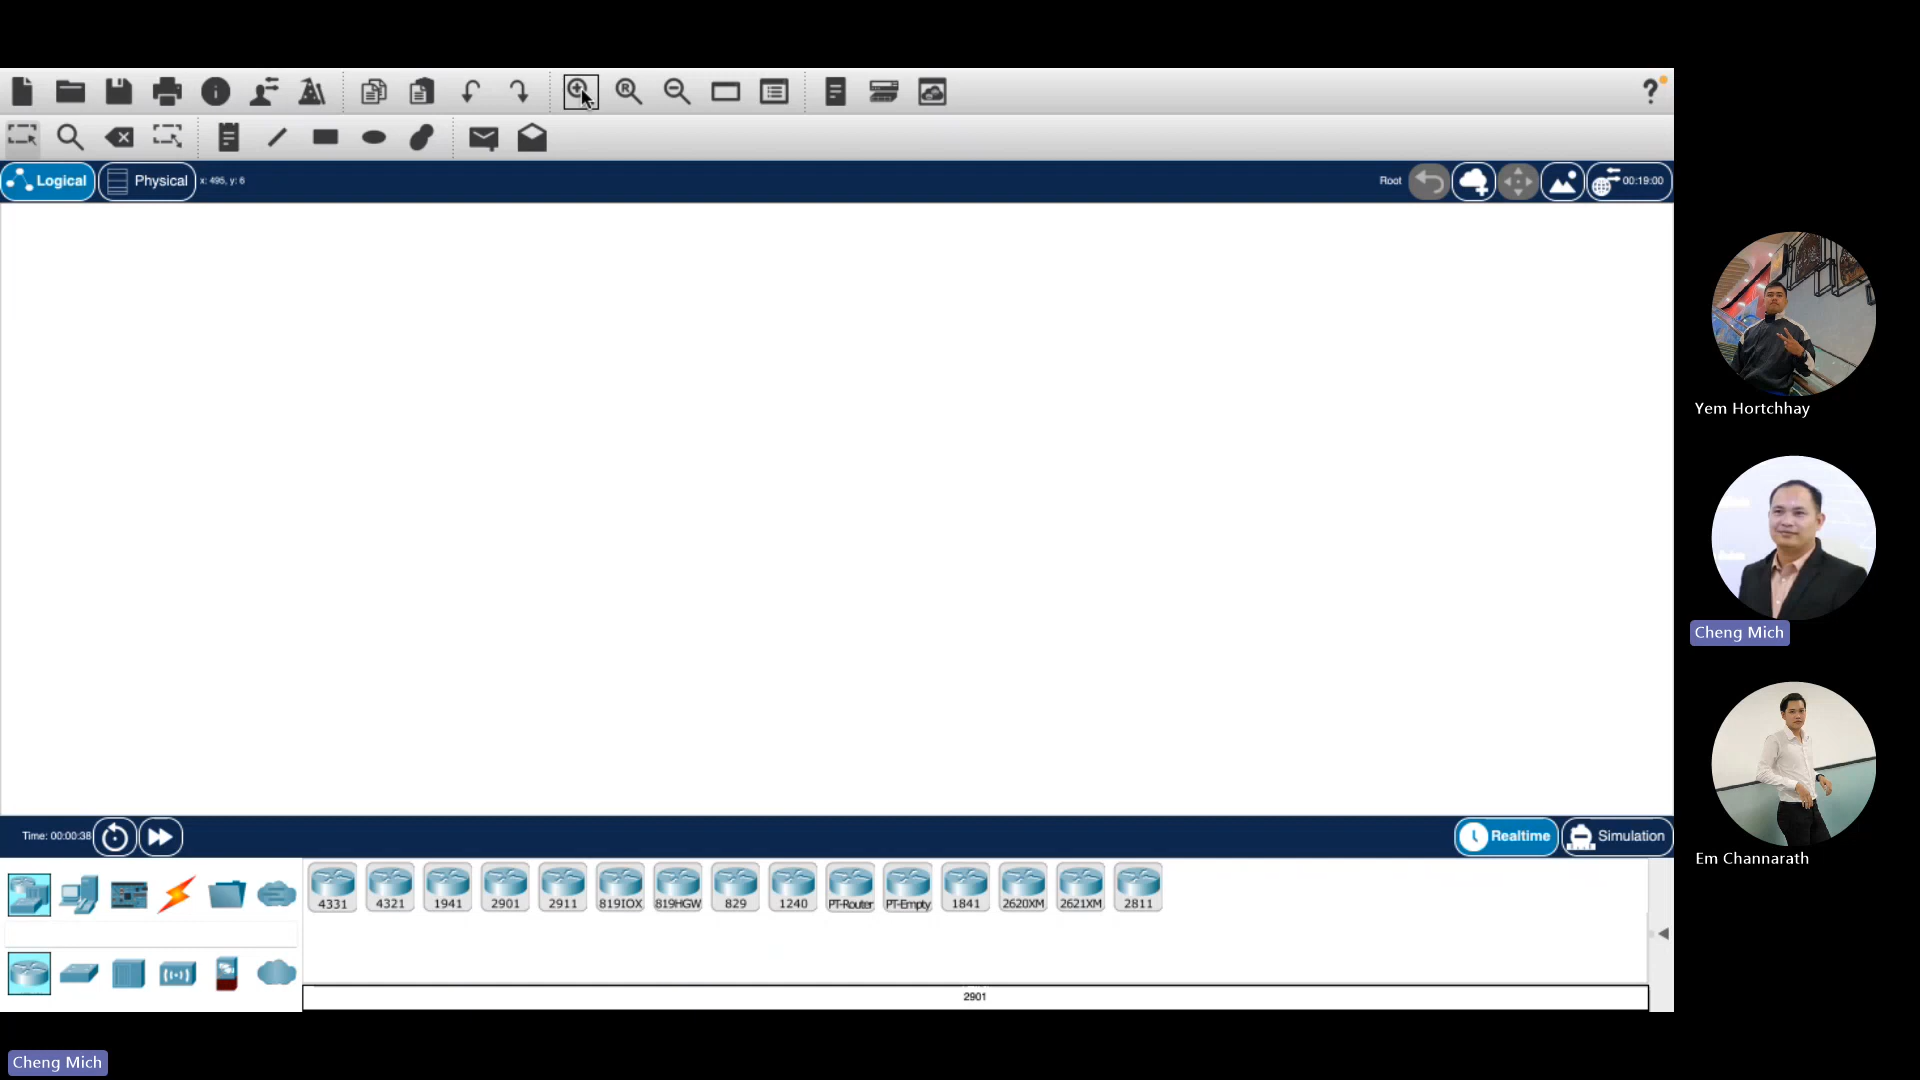 Logical
Physical
x: 495, y: 6
Root
00:19:00
Yem Hortchhay
Cheng Mich
Em Channarath
Time: 00:00:38
Realtime
Simulation
4331
4321
1941
2901
2911
819IOX
819HGW
829
1240
PT-Router
PT-Empty
1841
2620XM
2621XM
2811
2901
Cheng Mich